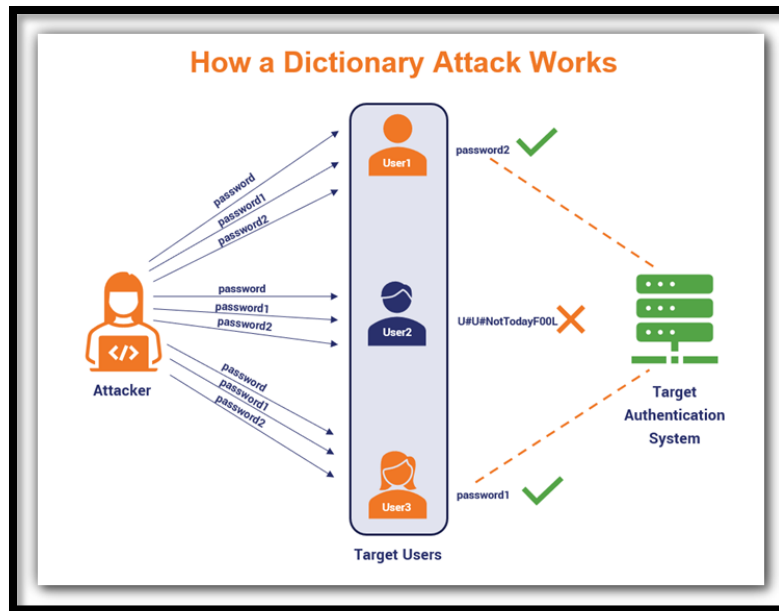 How a Dictionary Attack Works
password
password1
password2
User1
password2
password
password1
password2
User2
U#U#NotTodayF00L
Attacker
password
password1
password2
User3
password1
Target Users
Target
Authentication
System